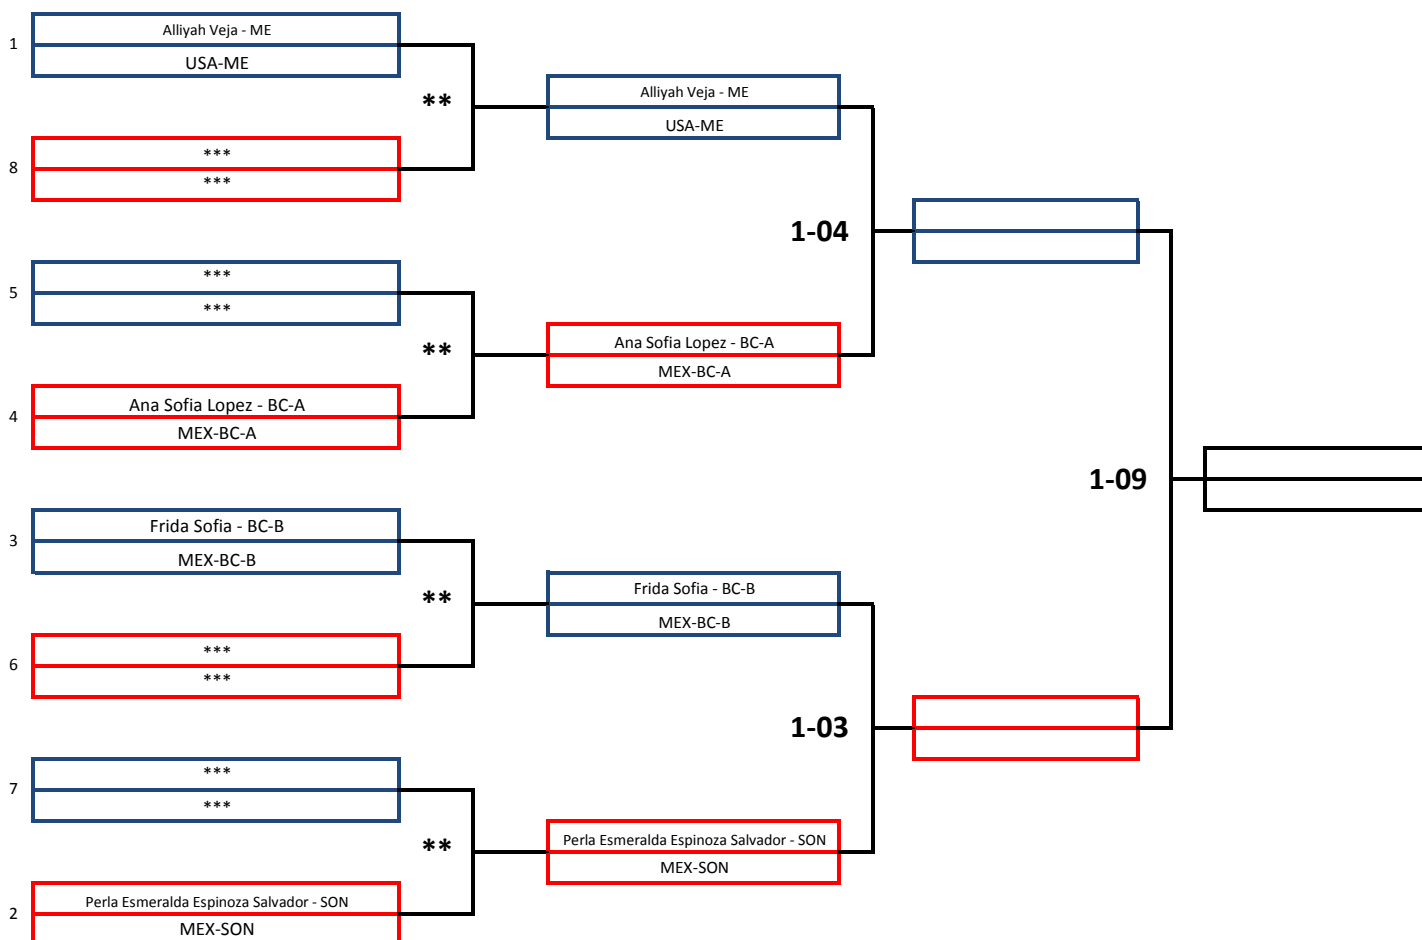 1
Alliyah Veja - ME
USA-ME
**
8
***
***
Alliyah Veja - ME
USA-ME
1-04
5
***
***
**
4
Ana Sofia Lopez - BC-A
MEX-BC-A
Ana Sofia Lopez - BC-A
MEX-BC-A
1-09
3
Frida Sofia - BC-B
MEX-BC-B
**
6
***
***
Frida Sofia - BC-B
MEX-BC-B
1-03
7
***
***
**
2
Perla Esmeralda Espinoza Salvador - SON
MEX-SON
Perla Esmeralda Espinoza Salvador - SON
MEX-SON